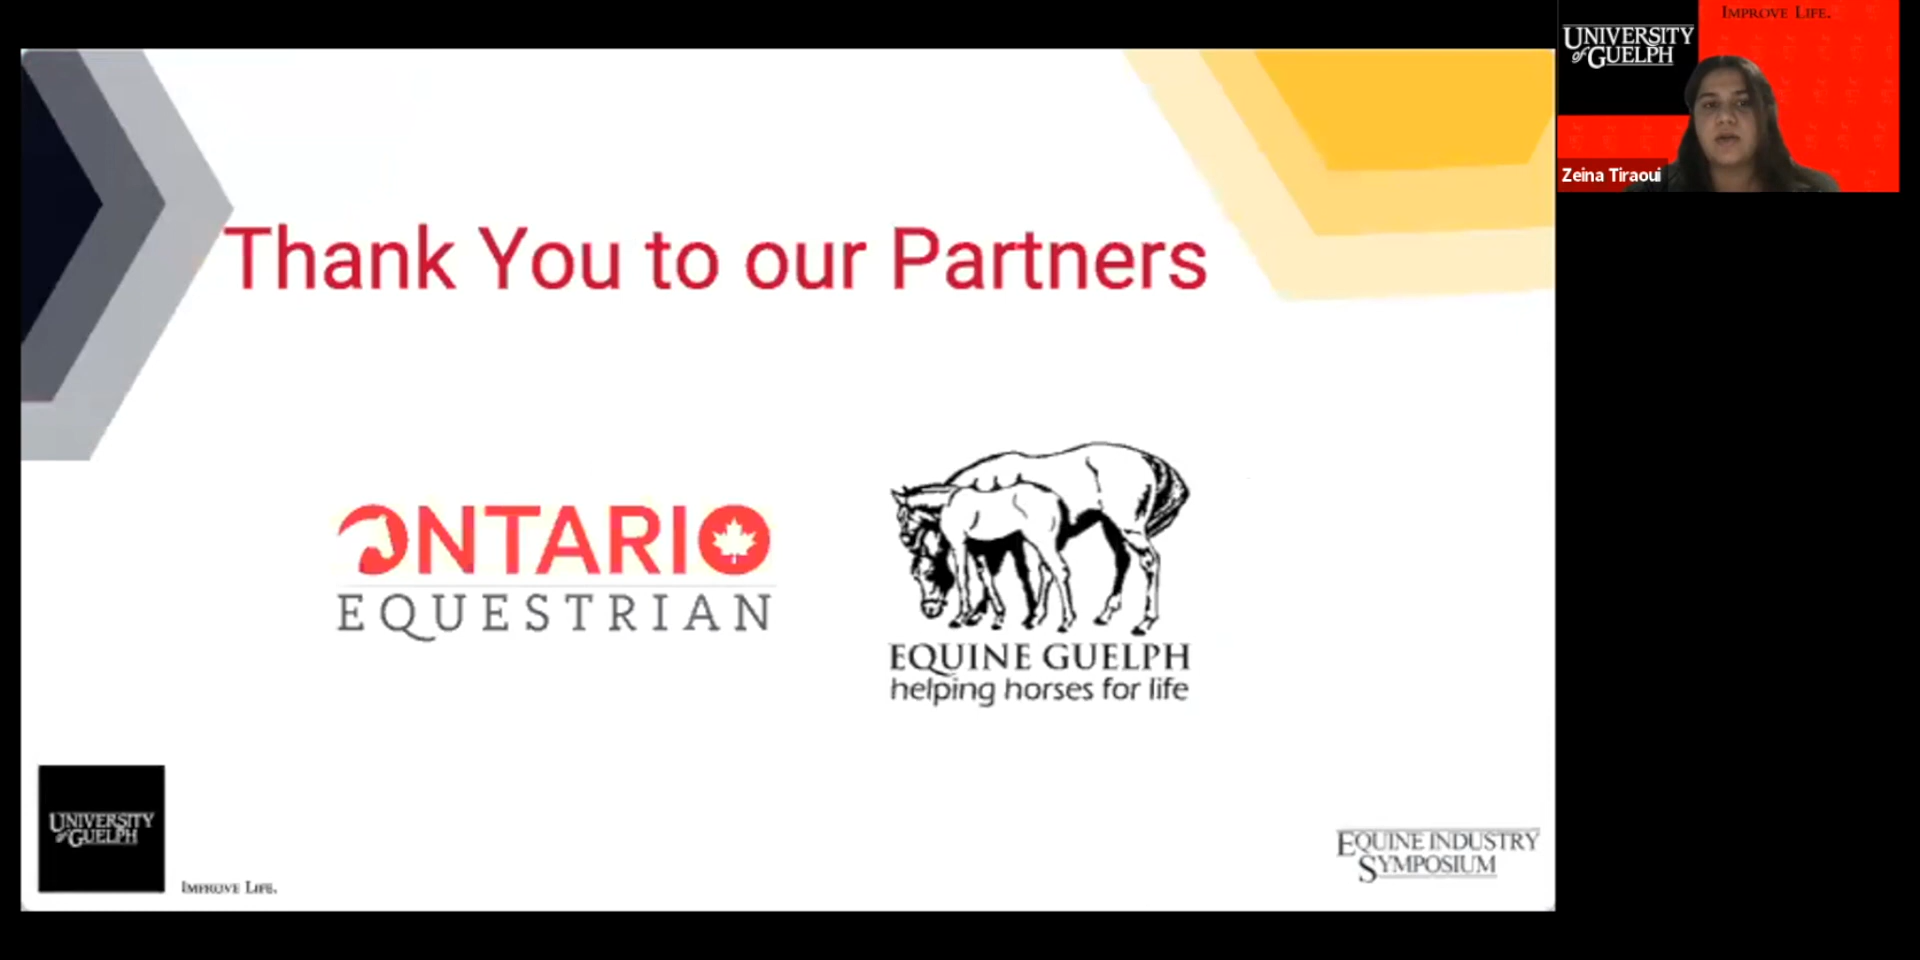 Thank You to our Partners
ONTARIO
EQUESTRIAN
EQUINE GUELPH
helping horses for life
UNIVERSITY
of GUELPH
IMPROVE LIFE.
EQUINE INDUSTRY
SYMPOSIUM
IMPROVE LIFE.
UNIVERSITY
of GUELPH
Zeina Tiraoui